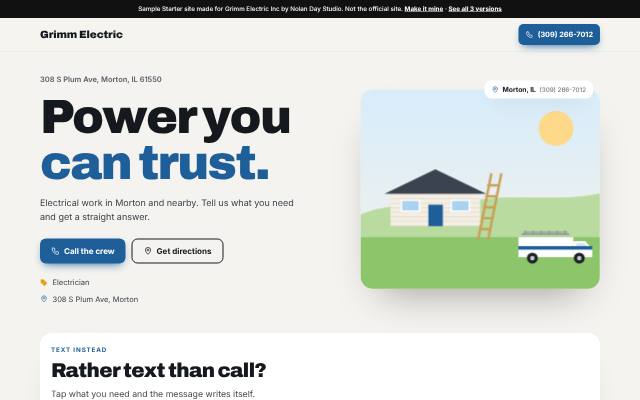 Sample Starter site made for Grimm Electric Inc by Nolan Day Studio. Not the official site. Make it mine · See all 3 versions
Grimm Electric
(309) 266-7012
308 S Plum Ave, Morton, IL 61550
Morton, IL (309) 266-7012
Power you
can trust.
Electrical work in Morton and nearby. Tell us what you need
and get a straight answer.
Call the crew
Get directions
Electrician
308 S Plum Ave, Morton
TEXT INSTEAD
Rather text than call?
Tap what you need and the message writes itself.